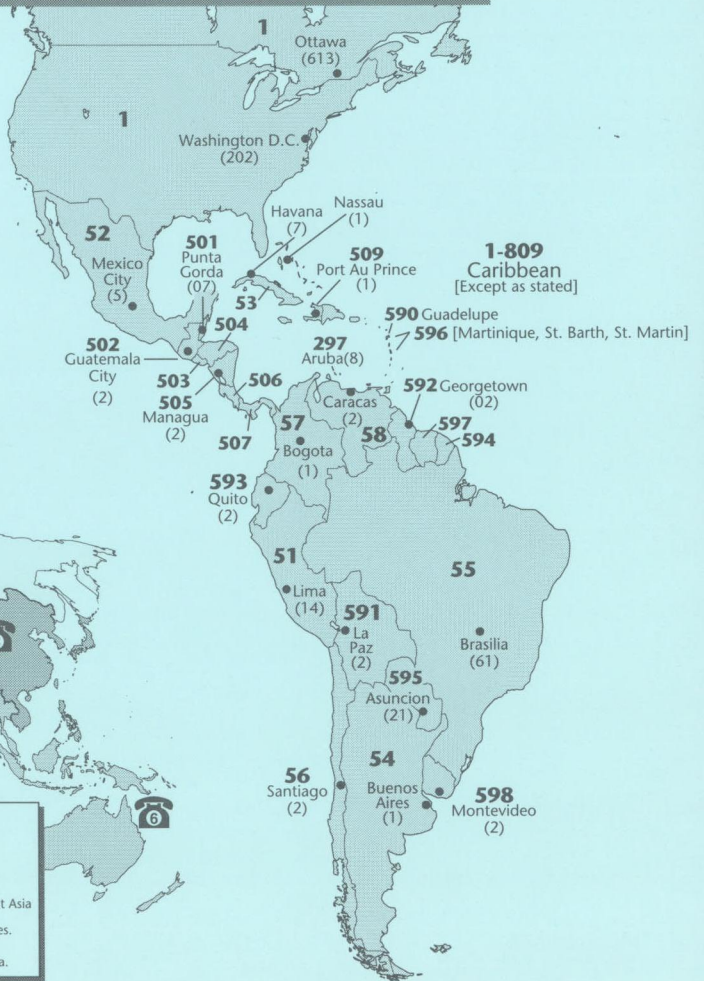 1
Ottawa
(613)
1
Washington D.C.
(202)
Nassau
(1)
Havana
(7)
52
Mexico
City
(5)
501
Punta
Gorda
(07)
509
Port Au Prince
(1)
1-809
Caribbean
[Except as stated]
53
504
590 Guadelupe
596 [Martinique, St. Barth, St. Martin]
502
Guatemala
City
(2)
297
Aruba(8)
503
505
Managua
(2)
506
507
Caracas
(2)
592 Georgetown
(02)
57
Bogota
(1)
58
597
594
593
Quito
(2)
51
Lima
(14)
55
591
La
Paz
(2)
Brasilia
(61)
595
Asuncion
(21)
54
56
Santiago
(2)
Buenos
Aires
(1)
598
Montevideo
(2)
6
t Asia
es.
a.